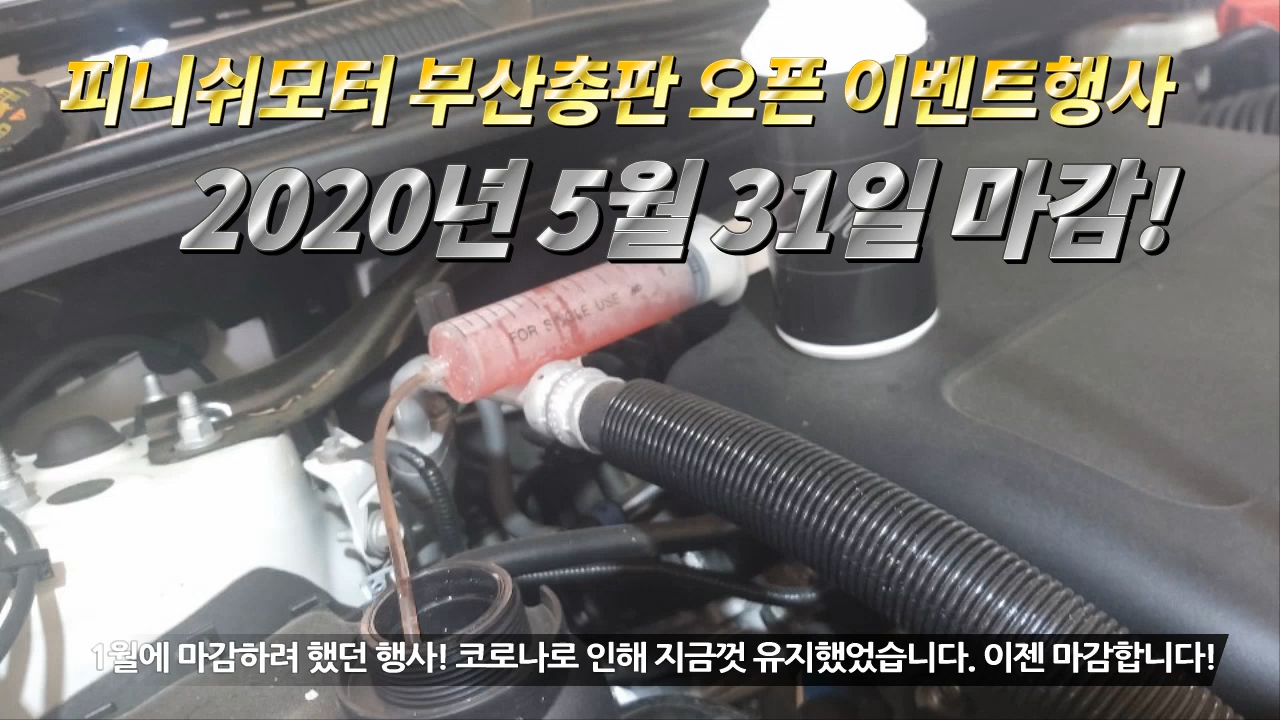 피니쉬모터 부산총판 오픈 이벤트행사
2020년 5월 31일 마감!
FOR SINGLE USE
1월에 마감하려 했던 행사! 코로나로 인해 지금껏 유지했었습니다. 이젠 마감합니다!